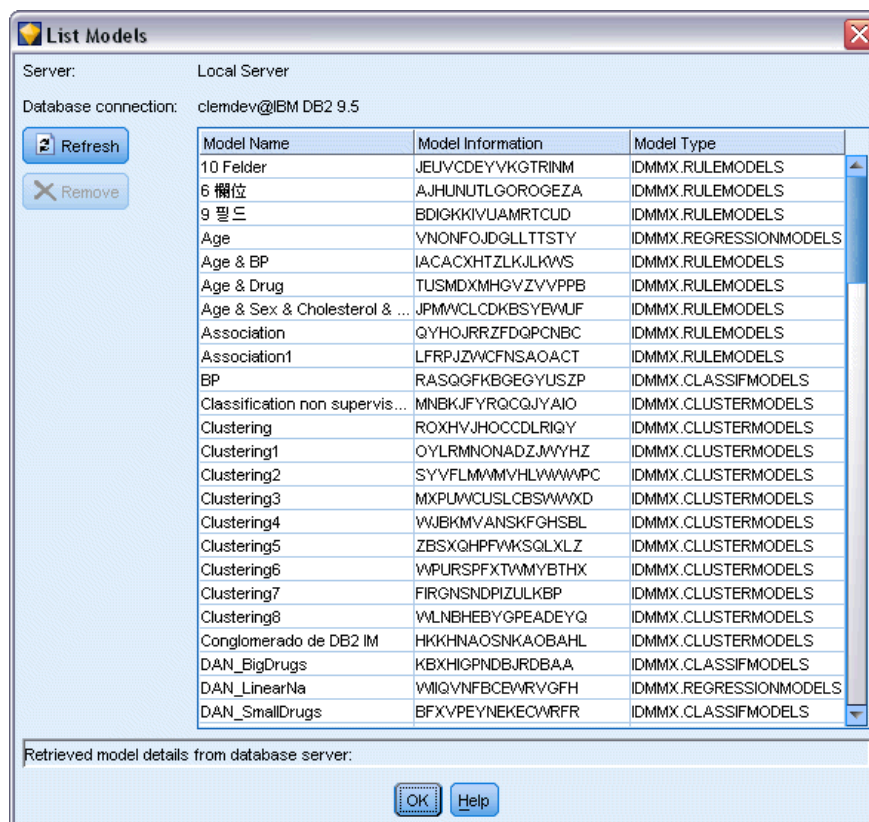 List Models
Server: Local Server
Database connection: clemdev@IBM DB2 9.5
Refresh
Remove
Model Name Model Information Model Type
10 Felder JEUVCDEYVKGTRINM IDMMX.RULEMODELS
6 欄位 AJHUNUTLGOROGEZA IDMMX.RULEMODELS
9 필드 BDIGKKIVUAMRTCUD IDMMX.RULEMODELS
Age VNONFOJDGLLTTSTY IDMMX.REGRESSIONMODELS
Age & BP IACACXHTZLKJLKWS IDMMX.RULEMODELS
Age & Drug TUSMDXMHGVZVVPPB IDMMX.RULEMODELS
Age & Sex & Cholesterol & ... JPMWCLCDKBSYEWUF IDMMX.RULEMODELS
Association QYHOJRRZFDQPCNBC IDMMX.RULEMODELS
Association1 LFRPJZWCFNSAOACT IDMMX.RULEMODELS
BP RASQGFKBGEGYUSZP IDMMX.CLASSIFMODELS
Classification non supervis... MNBKJFYRQCQJYAIO IDMMX.CLUSTERMODELS
Clustering ROXHVJHOCCDLRIQY IDMMX.CLUSTERMODELS
Clustering1 OYLRMNONADZJWYHZ IDMMX.CLUSTERMODELS
Clustering2 SYVFLMWMVHLWWWPC IDMMX.CLUSTERMODELS
Clustering3 MXPUWCUSLCBSWWXD IDMMX.CLUSTERMODELS
Clustering4 WJBKMVANSKFGHSBL IDMMX.CLUSTERMODELS
Clustering5 ZBSXQHPFWKSQLXLZ IDMMX.CLUSTERMODELS
Clustering6 WPURSPFXTWMYBTHX IDMMX.CLUSTERMODELS
Clustering7 FIRGNSNDPIZULKBP IDMMX.CLUSTERMODELS
Clustering8 WLNBHEBYGPEADEYQ IDMMX.CLUSTERMODELS
Conglomerado de DB2 IM HKKHNAOSNKAOBAHL IDMMX.CLUSTERMODELS
DAN_BigDrugs KBXHIGPNDBJRDBAA IDMMX.CLASSIFMODELS
DAN_LinearNa WIIQVNFBCEWRVGFH IDMMX.REGRESSIONMODELS
DAN_SmallDrugs BFXVPEYNEKECWRFR IDMMX.CLASSIFMODELS
Retrieved model details from database server:
OK Help